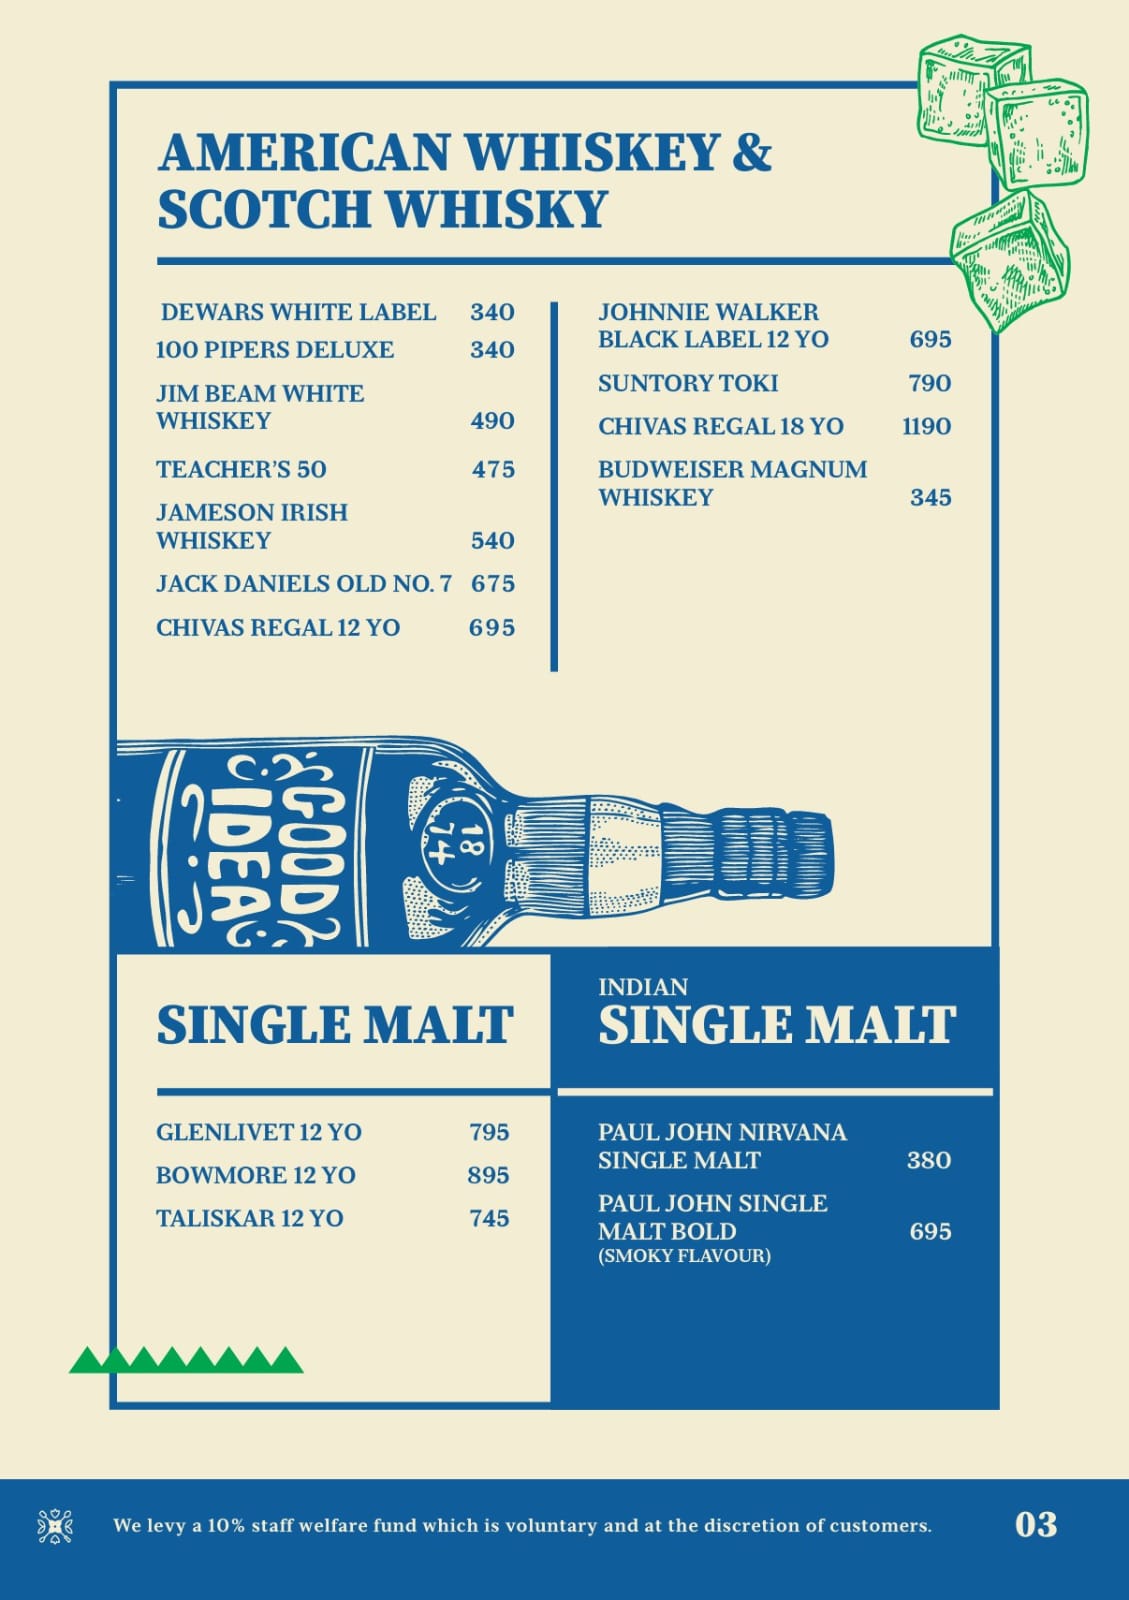 AMERICAN WHISKEY &
SCOTCH WHISKY
DEWARS WHITE LABEL 340
100 PIPERS DELUXE 340
JIM BEAM WHITE
WHISKEY 490
TEACHER'S 50 475
JAMESON IRISH
WHISKEY 540
JACK DANIELS OLD NO. 7 675
CHIVAS REGAL 12 YO 695
JOHNNIE WALKER
BLACK LABEL 12 YO 695
SUNTORY TOKI 790
CHIVAS REGAL 18 YO 1190
BUDWEISER MAGNUM
WHISKEY 345
GOOD
IDEA
18
74
SINGLE MALT
GLENLIVET 12 YO 795
BOWMORE 12 YO 895
TALISKAR 12 YO 745
INDIAN
SINGLE MALT
PAUL JOHN NIRVANA
SINGLE MALT 380
PAUL JOHN SINGLE
MALT BOLD 695
(SMOKY FLAVOUR)
We levy a 10% staff welfare fund which is voluntary and at the discretion of customers.
03